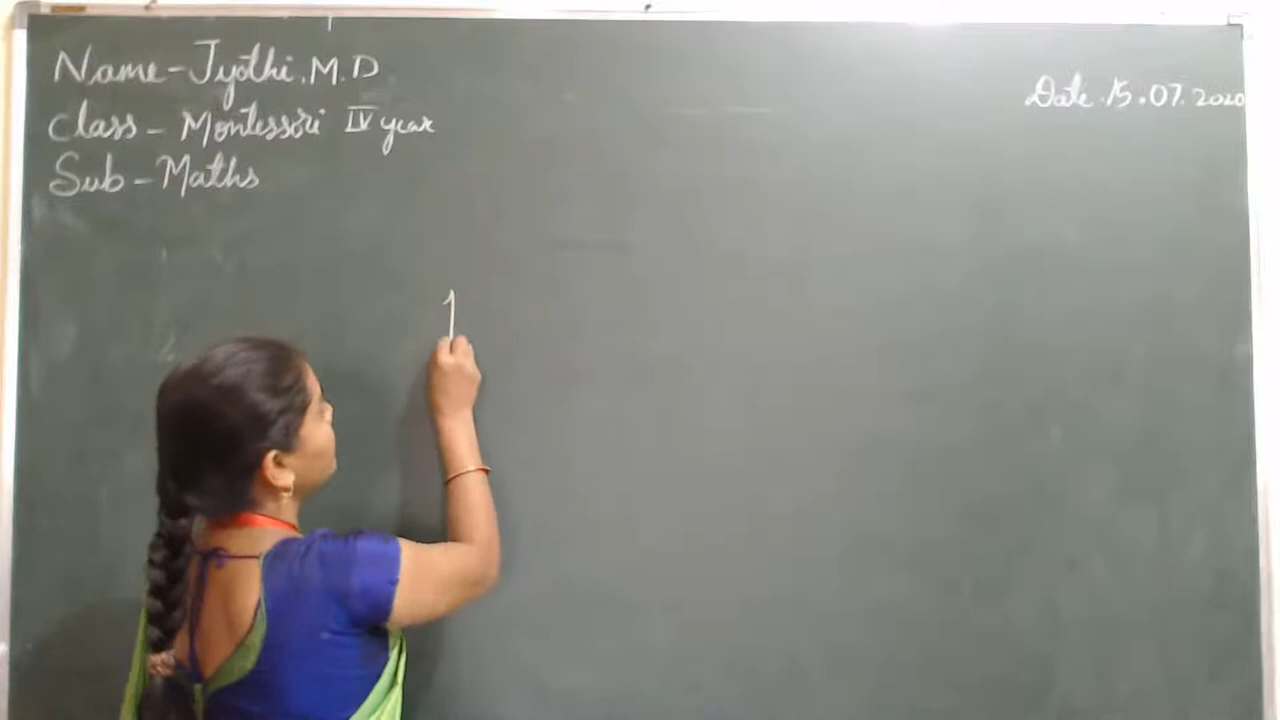 Name-Jyothi.M.D
Date.15.07.2020
Class - Montessori IV year
Sub-Maths
1